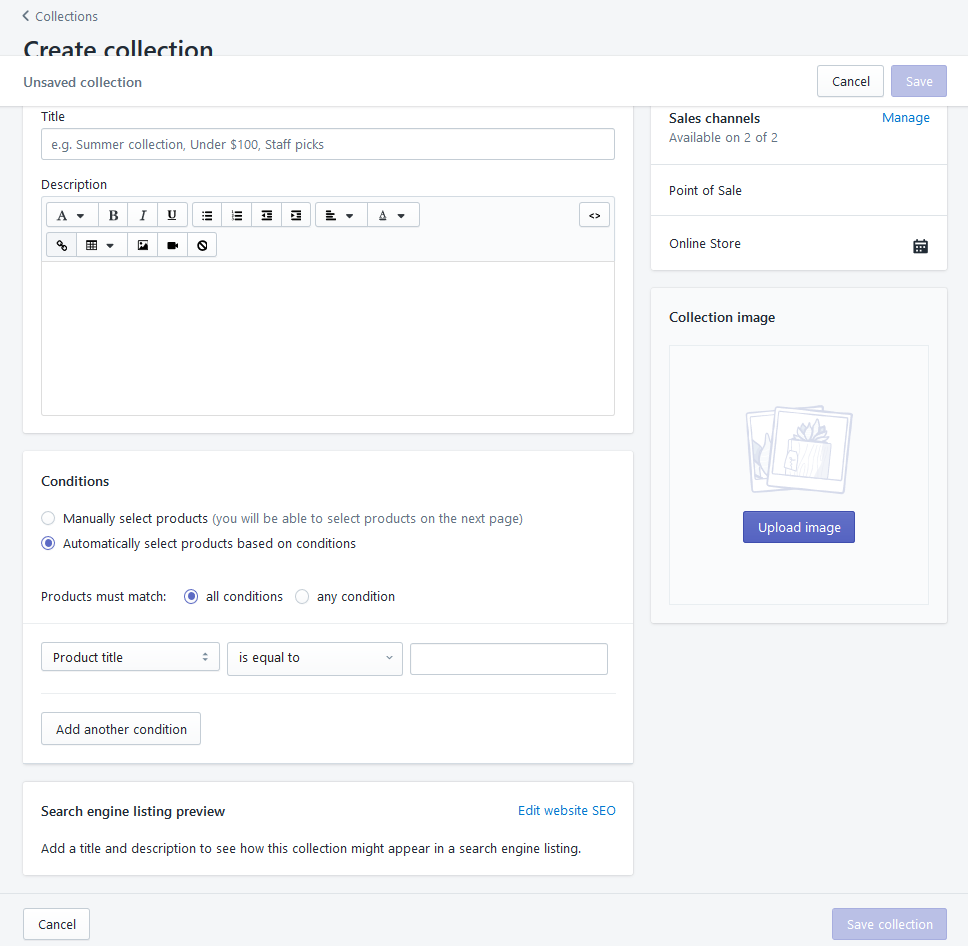 Collections
Create collection
Unsaved collection
Cancel
Save
Title
e.g. Summer collection, Under $100, Staff picks
Description
A B I U A <>
Sales channels
Manage
Available on 2 of 2
Point of Sale
Online Store
Collection image
Upload image
Conditions
Manually select products (you will be able to select products on the next page)
Automatically select products based on conditions
Products must match: all conditions any condition
Product title is equal to
Add another condition
Search engine listing preview
Edit website SEO
Add a title and description to see how this collection might appear in a search engine listing.
Cancel
Save collection